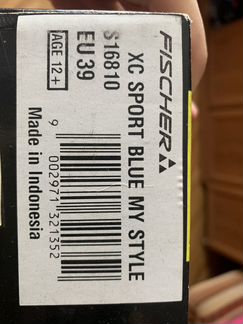 FISCHER
XC SPORT BLUE MY STYLE
S16810
EU 39
AGE 12+
9 002971 321352
Made in Indonesia